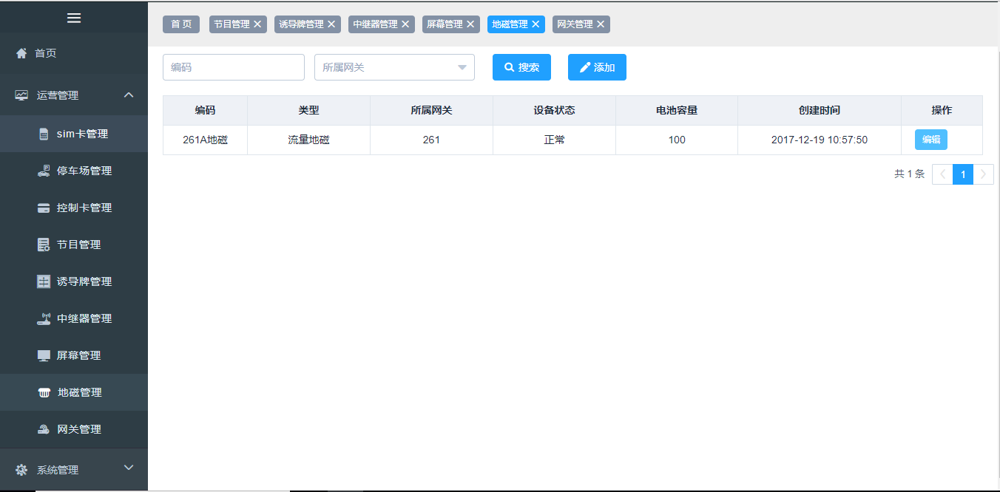 首 页 节目管理 诱导牌管理 中继器管理 屏幕管理 地磁管理 网关管理
首页
运营管理
sim卡管理
停车场管理
控制卡管理
节目管理
诱导牌管理
中继器管理
屏幕管理
地磁管理
网关管理
系统管理
编码 所属网关 搜索 添加
编码 类型 所属网关 设备状态 电池容量 创建时间 操作
261A地磁 流量地磁 261 正常 100 2017-12-19 10:57:50 编辑
共 1 条 1